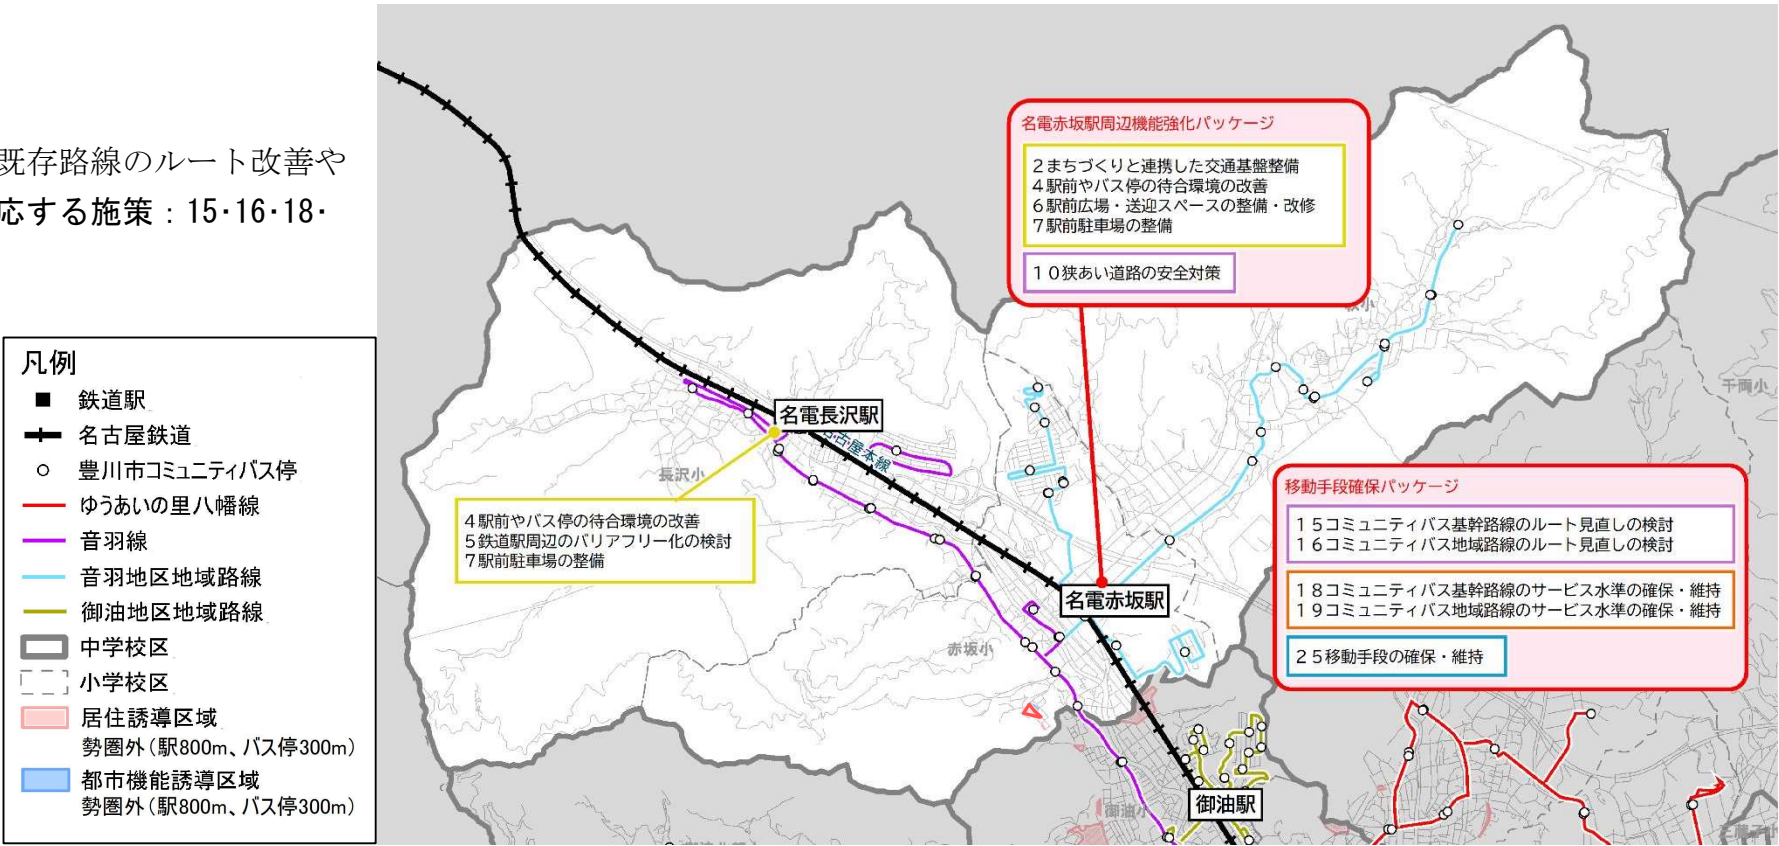 既存路線のルート改善や
応する施策：15･16･18･
凡例
鉄道駅
名古屋鉄道
豊川市コミュニティバス停
ゆうあいの里八幡線
音羽線
音羽地区地域路線
御油地区地域路線
中学校区
小学校区
居住誘導区域
勢圏外（駅800m、バス停300m）
都市機能誘導区域
勢圏外（駅800m、バス停300m）
名電赤坂駅周辺機能強化パッケージ
2まちづくりと連携した交通基盤整備
4駅前やバス停の待合環境の改善
6駅前広場・送迎スペースの整備・改修
7駅前駐車場の整備
10狭あい道路の安全対策
千両小
名電長沢駅
古屋本線
長沢小
4駅前やバス停の待合環境の改善
5鉄道駅周辺のバリアフリー化の検討
7駅前駐車場の整備
移動手段確保パッケージ
15コミュニティバス基幹路線のルート見直しの検討
16コミュニティバス地域路線のルート見直しの検討
18コミュニティバス基幹路線のサービス水準の確保・維持
19コミュニティバス地域路線のサービス水準の確保・維持
25移動手段の確保・維持
名電赤坂駅
赤坂小
御油駅
御油小